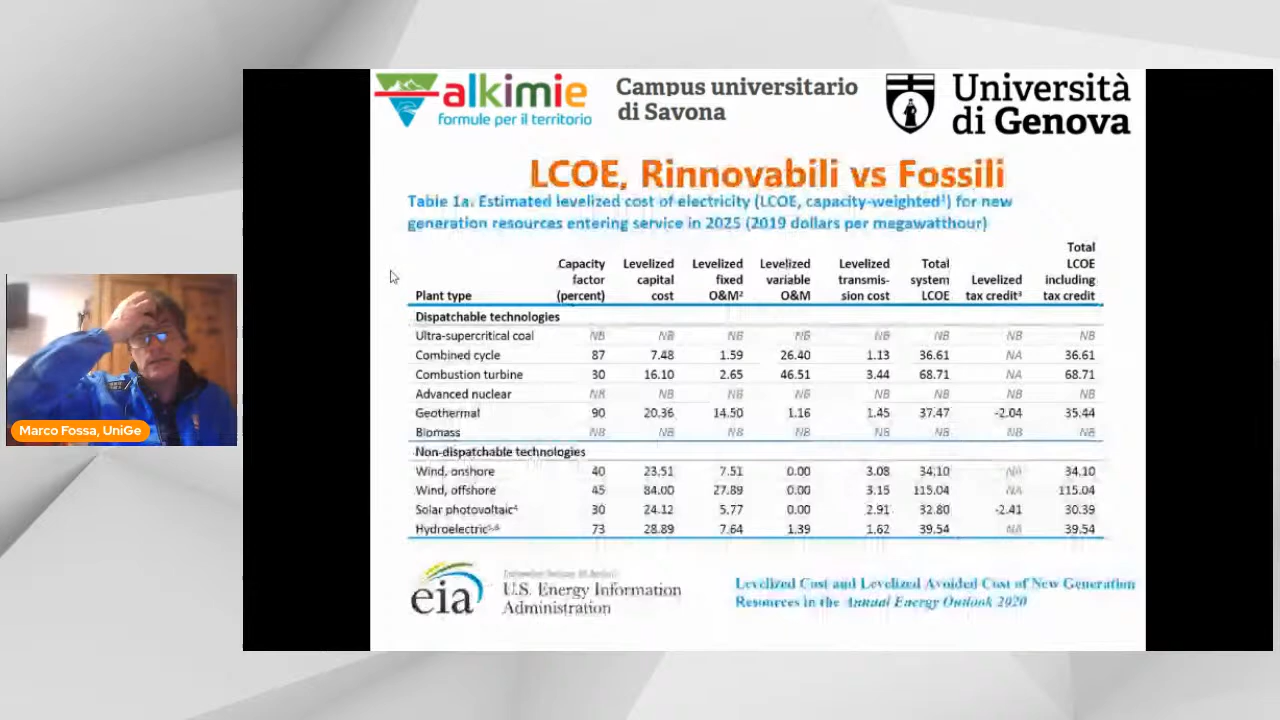 alkimie
formule per il territorio
Campus universitario
di Savona
Università
di Genova
LCOE, Rinnovabili vs Fossili
Table 1a. Estimated levelized cost of electricity (LCOE, capacity-weighted¹) for new
generation resources entering service in 2025 (2019 dollars per megawatthour)
Plant type Capacity factor (percent) Levelized capital cost Levelized fixed O&M² Levelized variable O&M Levelized transmis-sion cost Total system LCOE Levelized tax credit³ Total LCOE including tax credit
Dispatchable technologies
Ultra-supercritical coal NB NB NB NB NB NB NB NB
Combined cycle 87 7.48 1.59 26.40 1.13 36.61 NA 36.61
Combustion turbine 30 16.10 2.65 46.51 3.44 68.71 NA 68.71
Advanced nuclear NB NB NB NB NB NB NB NB
Geothermal 90 20.36 14.50 1.16 1.45 37.47 -2.04 35.44
Biomass NB NB NB NB NB NB NB NB
Non-dispatchable technologies
Wind, onshore 40 23.51 7.51 0.00 3.08 34.10 NA 34.10
Wind, offshore 45 84.00 27.89 0.00 3.15 115.04 NA 115.04
Solar photovoltaic⁴ 30 24.12 5.77 0.00 2.91 32.80 -2.41 30.39
Hydroelectric⁵,⁶ 73 28.89 7.64 1.39 1.62 39.54 NA 39.54
Marco Fossa, UniGe
eia
U.S. Energy Information
Administration
Levelized Cost and Levelized Avoided Cost of New Generation
Resources in the Annual Energy Outlook 2020